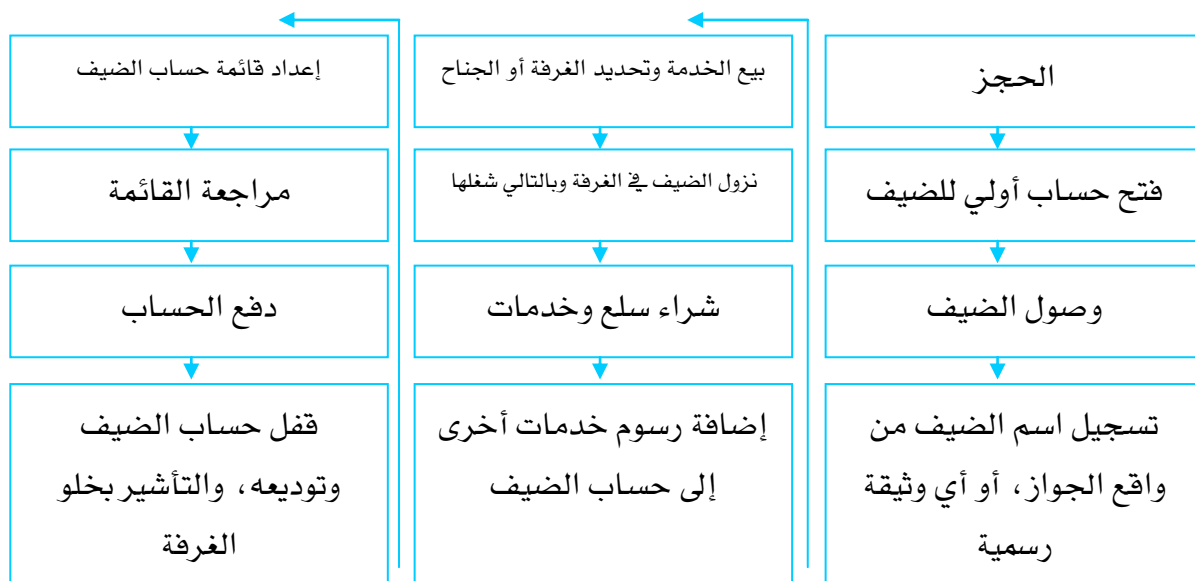 الحجز
فتح حساب أولي للضيف
وصول الضيف
تسجيل اسم الضيف من
واقع الجواز، أو أي وثيقة
رسمية
بيع الخدمة وتحديد الغرفة أو الجناح
نزول الضيف في الغرفة وبالتالي شغلها
شراء سلع وخدمات
إضافة رسوم خدمات أخرى
إلى حساب الضيف
إعداد قائمة حساب الضيف
مراجعة القائمة
دفع الحساب
قفل حساب الضيف
وتوديعه، والتأشير بخلو
الغرفة